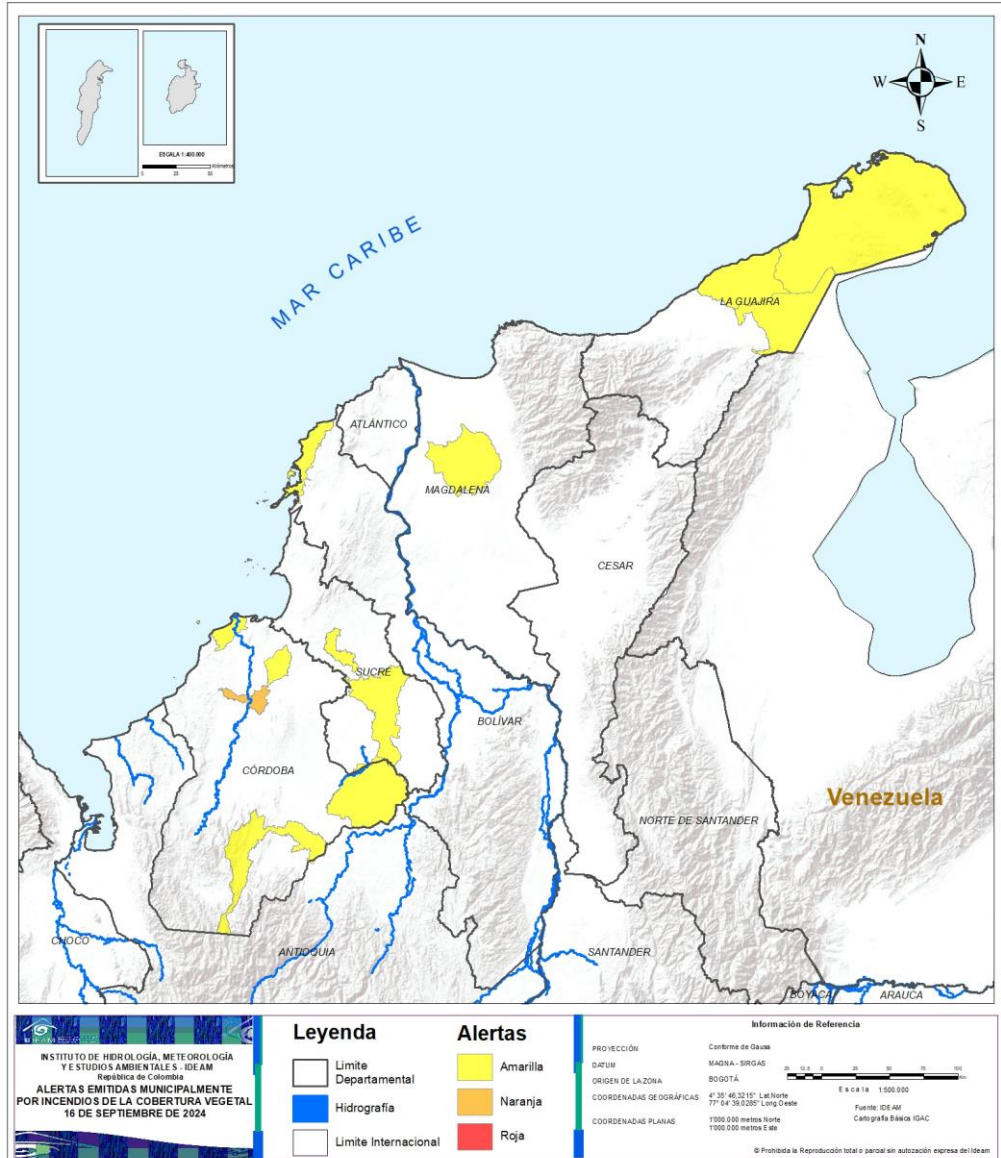 ESCALA 1:400.000
Kilómetros
N
W
E
S
MAR CARIBE
LA GUAJIRA
ATLÁNTICO
MAGDALENA
CESAR
SUCRE
BOLÍVAR
CÓRDOBA
NORTE DE SANTANDER
Venezuela
CHOCÓ
ANTIOQUIA
SANTANDER
BOYACÁ
ARAUCA
IDEAM
INSTITUTO DE HIDROLOGÍA, METEOROLOGÍA
Y ESTUDIOS AMBIENTALES - IDEAM
República de Colombia
ALERTAS EMITIDAS MUNICIPALMENTE
POR INCENDIOS DE LA COBERTURA VEGETAL
16 DE SEPTIEMBRE DE 2024
Leyenda
Limite
Departamental
Hidrografía
Limite Internacional
Alertas
Amarilla
Naranja
Roja
Información de Referencia
PROYECCIÓN Conforme de Gauss
DATUM MAGNA - SIRGAS
ORIGEN DE LA ZONA BOGOTÁ
COORDENADAS GEOGRÁFICAS 4° 35' 46,3215" Lat.Norte
77° 04' 39,0285" Long.Oeste
COORDENADAS PLANAS 1'000.000 metros Norte
1'000.000 metros Este
Escala 1:500.000
Fuente: IDEAM
Cartografía Básica IGAC
© Prohibida la Reproducción total o parcial sin autozación expresa del Ideam